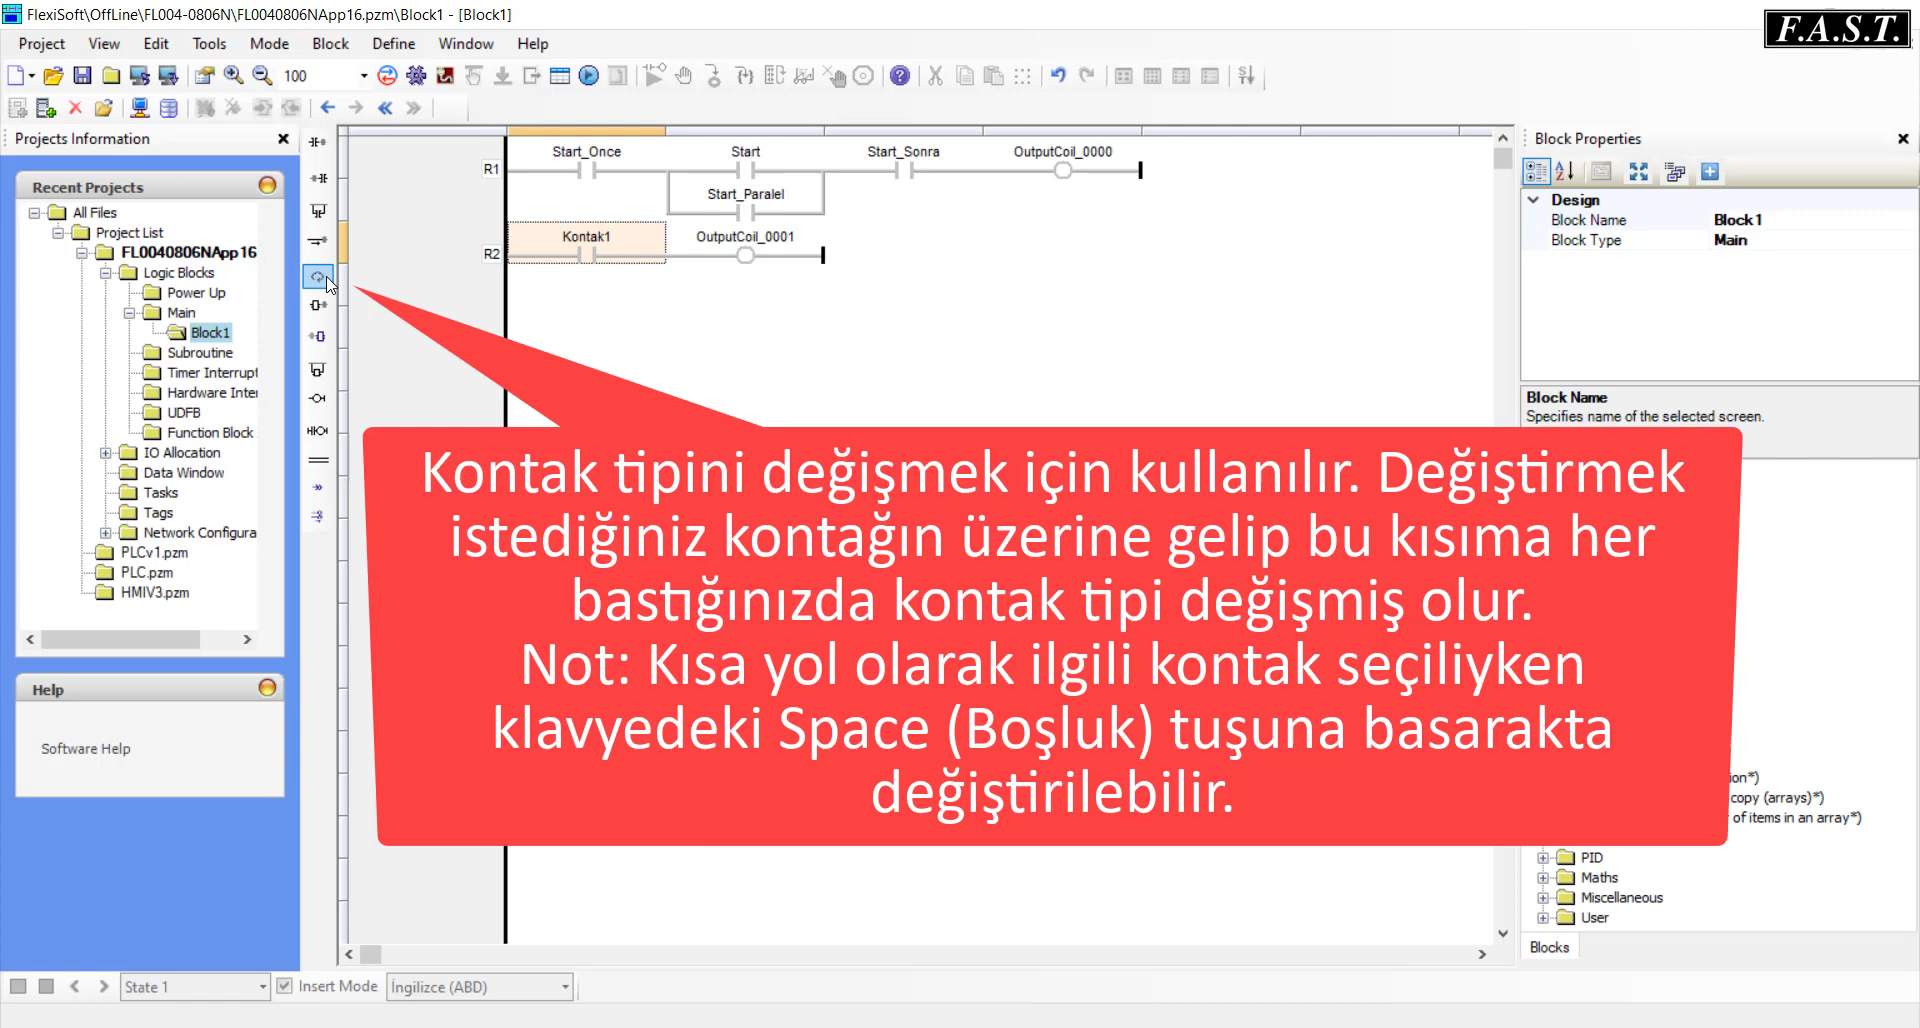 FlexiSoft\OffLine\FL004-0806N\FL0040806NApp16.pzm\Block1 - [Block1]
F.A.S.T.
Project View Edit Tools Mode Block Define Window Help
100
Projects Information
Recent Projects
All Files
Project List
FL0040806NApp16
Logic Blocks
Power Up
Main
Block1
Subroutine
Timer Interrupt
Hardware Inter
UDFB
Function Block
IO Allocation
Data Window
Tasks
Tags
Network Configura
PLCv1.pzm
PLC.pzm
HMIV3.pzm
Help
Software Help
Start_Once Start Start_Sonra OutputCoil_0000
R1
Start_Paralel
Kontak1 OutputCoil_0001
R2
Kontak tipini değişmek için kullanılır. Değiştirmek
istediğiniz kontağın üzerine gelip bu kısıma her
bastığınızda kontak tipi değişmiş olur.
Not: Kısa yol olarak ilgili kontak seçiliyken
klavyedeki Space (Boşluk) tuşuna basarakta
değiştirilebilir.
Block Properties
Design
Block Name Block1
Block Type Main
Block Name
Specifies name of the selected screen.
ion*)
copy (arrays)*)
of items in an array*)
PID
Maths
Miscellaneous
User
Blocks
State 1 Insert Mode İngilizce (ABD)